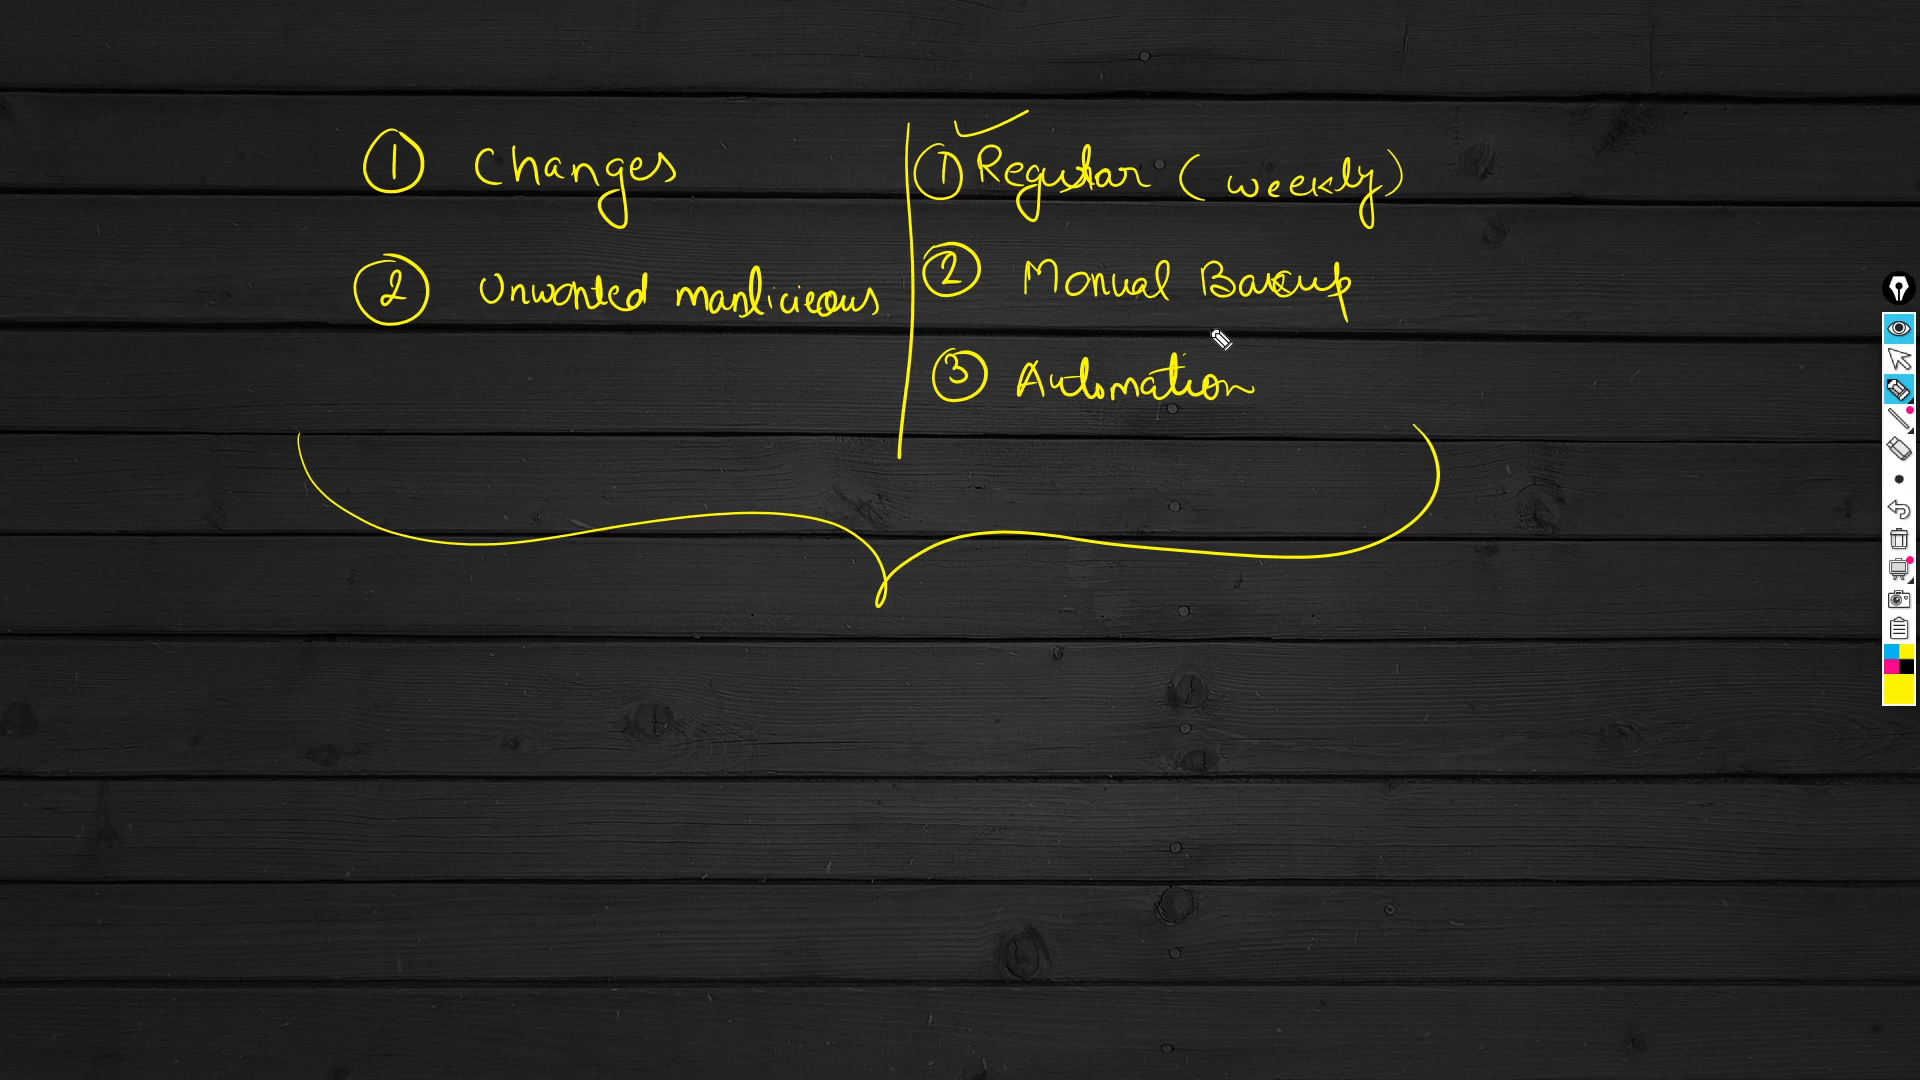 ① Changes
② Unwanted manlicieous
① Regular (weekly)
② Manual Backup
③ Automation